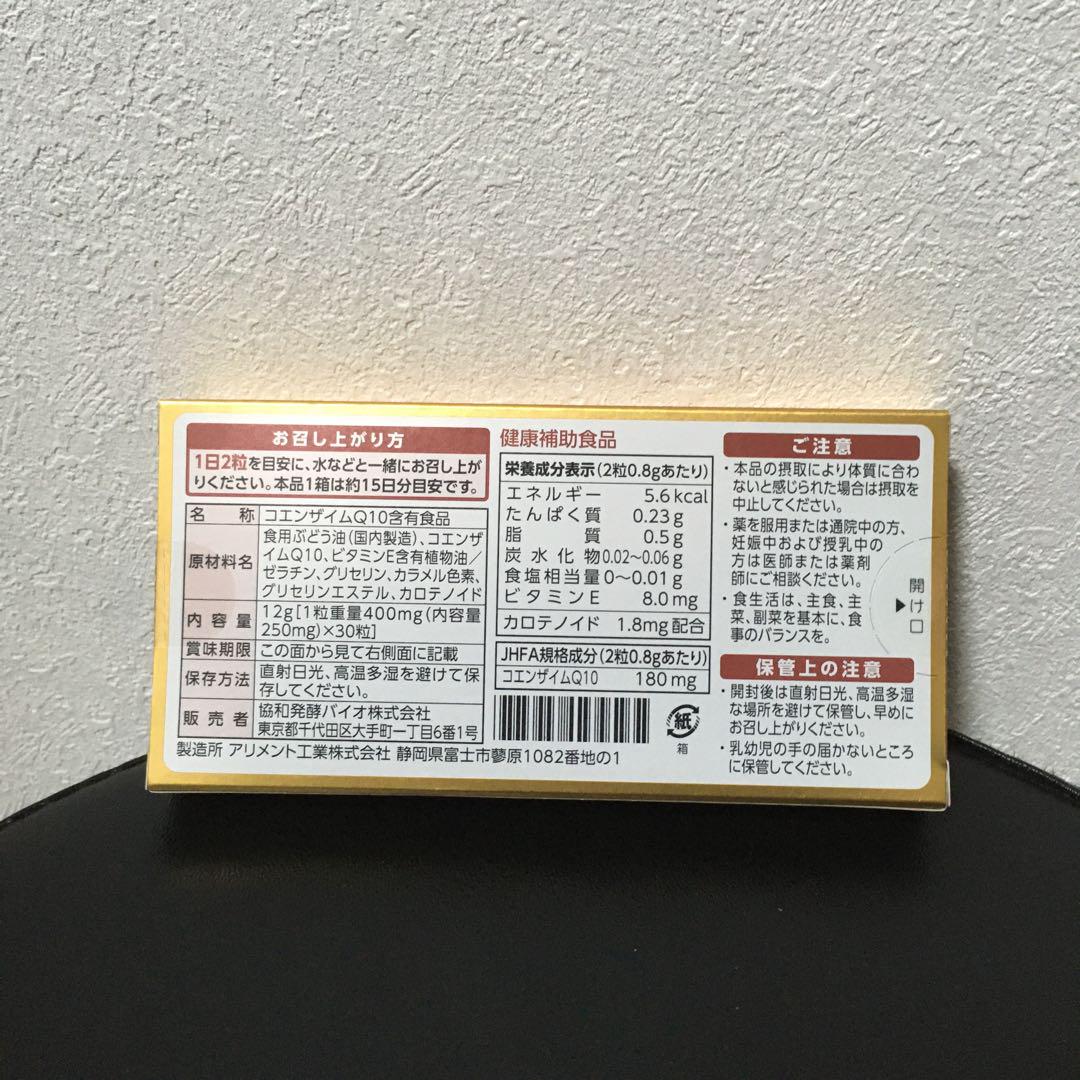 お召し上がり方
1日2粒を目安に、水などと一緒にお召し上が
りください。本品1箱は約15日分目安です。
名 称 コエンザイムQ10含有食品
原材料名 食用ぶどう油(国内製造)、コエンザ
イムQ10、ビタミンE含有植物油/
ゼラチン、グリセリン、カラメル色素、
グリセリンエステル、カロテノイド
内容量 12g[1粒重量400mg(内容量
250mg)×30粒]
賞味期限 この面から見て右側面に記載
保存方法 直射日光、高温多湿を避けて保
存してください。
販売者 協和発酵バイオ株式会社
東京都千代田区大手町一丁目6番1号
製造所 アリメント工業株式会社 静岡県富士市蓼原1082番地の1
健康補助食品
栄養成分表示(2粒0.8gあたり)
エネルギー 5.6kcal
たんぱく質 0.23g
脂質 0.5g
炭水化物 0.02〜0.06g
食塩相当量 0〜0.01g
ビタミンE 8.0mg
カロテノイド 1.8mg配合
JHFA規格成分(2粒0.8gあたり)
コエンザイムQ10 180mg
紙
箱
ご注意
・本品の摂取により体質に合わ
ないと感じられた場合は摂取を
中止してください。
・薬を服用または通院中の方、
妊娠中および授乳中の
方は医師または薬剤
師にご相談ください。
・食生活は、主食、主
菜、副菜を基本に、食
事のバランスを。
開け口
保管上の注意
・開封後は直射日光、高温多湿
な場所を避けて保管し、早めに
お召し上がりください。
・乳幼児の手の届かないところ
に保管してください。